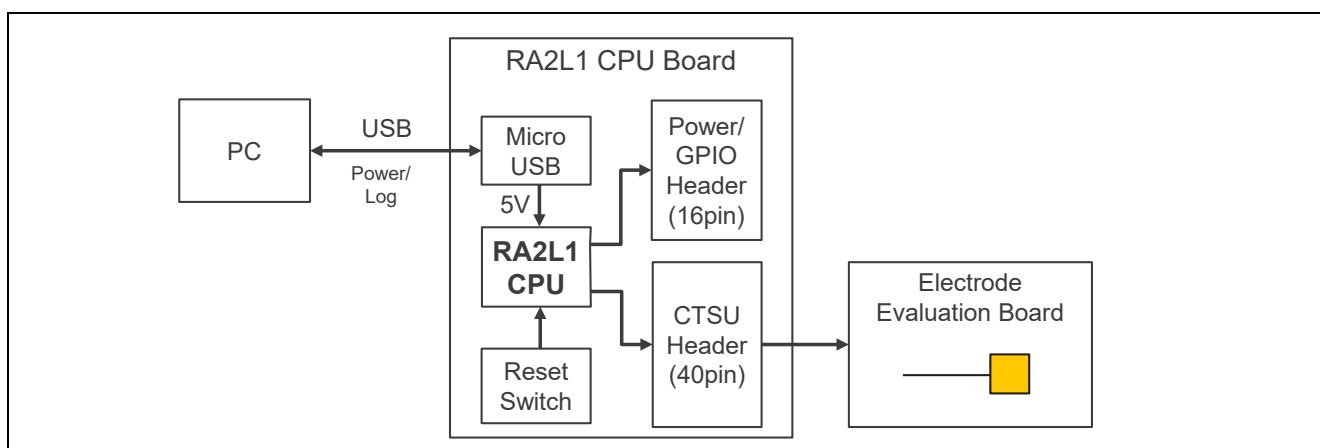 RA2L1 CPU Board
PC
USB
Power/
Log
Micro
USB
5V
RA2L1
CPU
Reset
Switch
Power/
GPIO
Header
(16pin)
CTSU
Header
(40pin)
Electrode
Evaluation Board